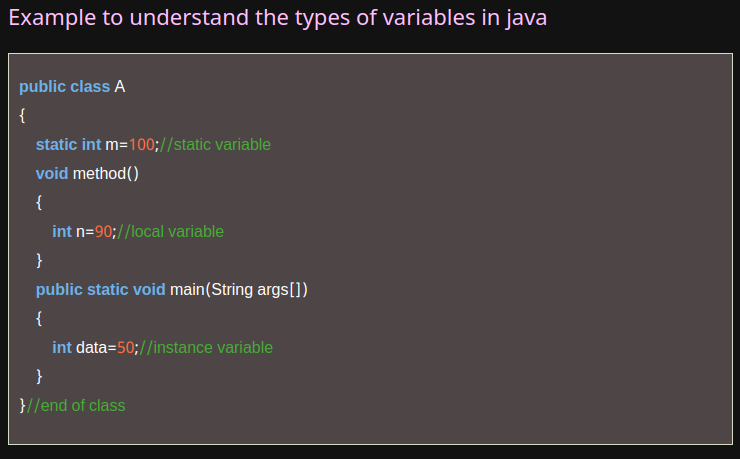 Example to understand the types of variables in java
public class A
{
static int m=100;//static variable
void method()
{
int n=90;//local variable
}
public static void main(String args[])
{
int data=50;//instance variable
}
}//end of class